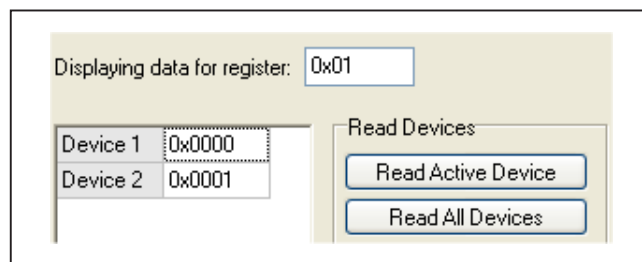 Displaying data for register: 0x01
Read Devices
Device 1 0x0000
Read Active Device
Device 2 0x0001
Read All Devices